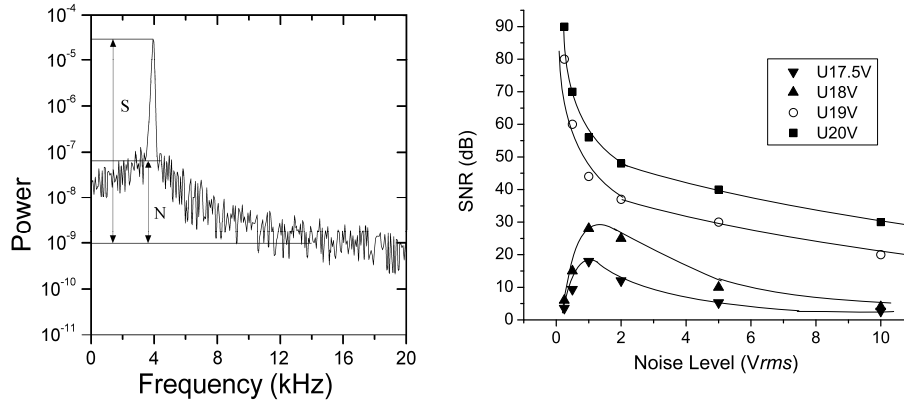 Power
10^-4
10^-5
10^-6
10^-7
10^-8
10^-9
10^-10
10^-11
S
N
0 4 8 12 16 20
Frequency (kHz)
SNR (dB)
90
80
70
60
50
40
30
20
10
0
U17.5V
U18V
U19V
U20V
0 2 4 6 8 10
Noise Level (Vrms)